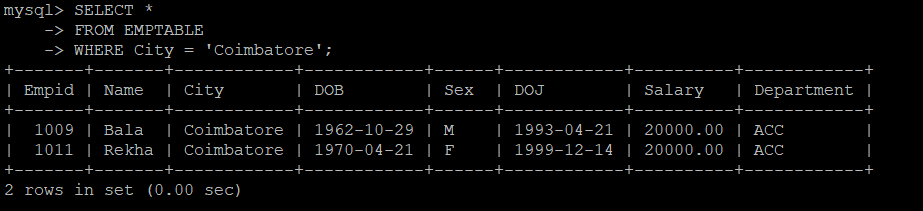 mysql> SELECT *
    -> FROM EMPTABLE
    -> WHERE City = 'Coimbatore';
+-------+-------+------------+------------+------+------------+----------+------------+
| Empid | Name  | City       | DOB        | Sex  | DOJ        | Salary   | Department |
+-------+-------+------------+------------+------+------------+----------+------------+
|  1009 | Bala  | Coimbatore | 1962-10-29 | M    | 1993-04-21 | 20000.00 | ACC        |
|  1011 | Rekha | Coimbatore | 1970-04-21 | F    | 1999-12-14 | 20000.00 | ACC        |
+-------+-------+------------+------------+------+------------+----------+------------+
2 rows in set (0.00 sec)